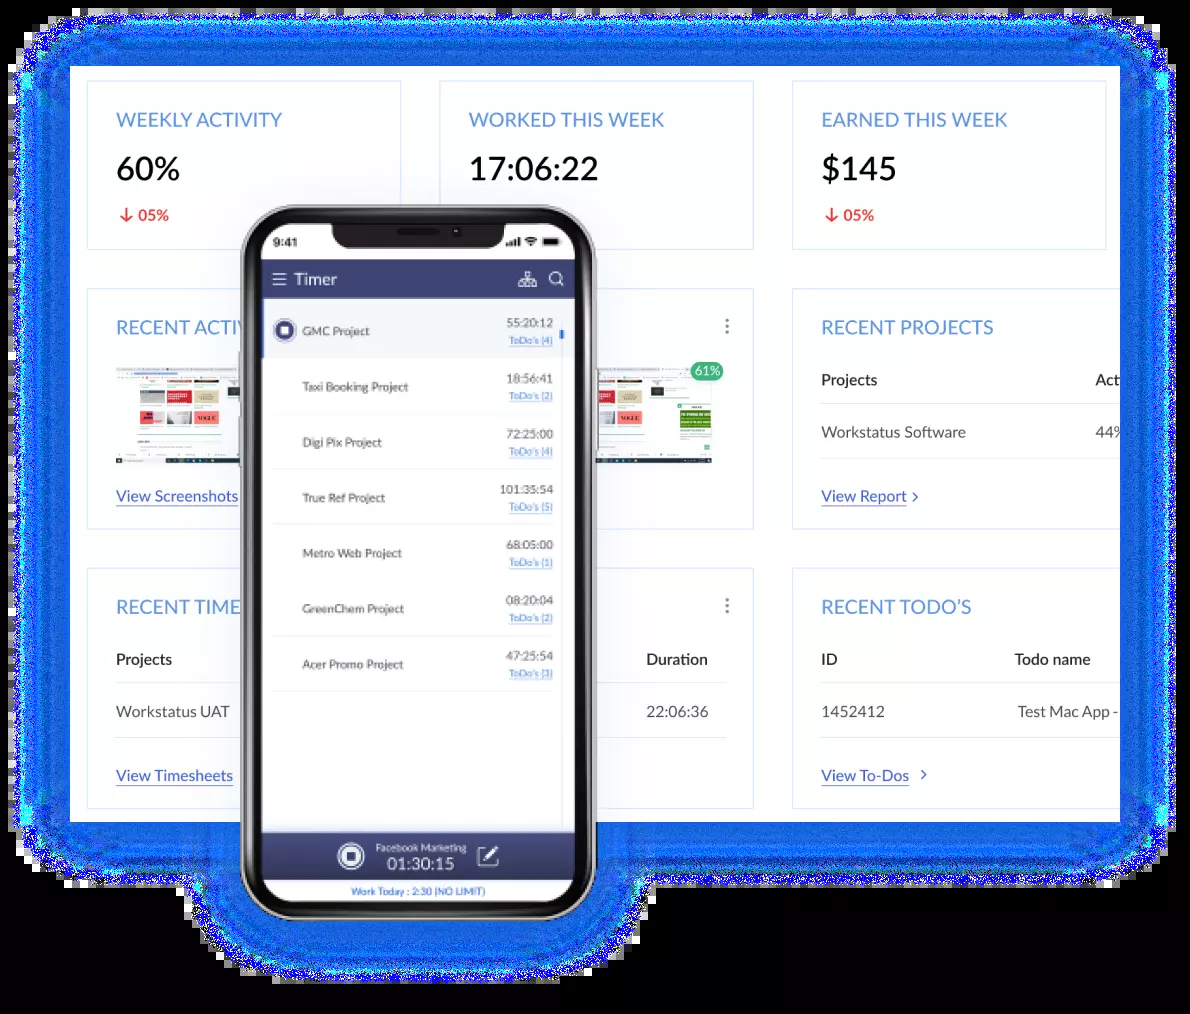 WEEKLY ACTIVITY
60%
05%
WORKED THIS WEEK
17:06:22
EARNED THIS WEEK
$145
05%
RECENT ACTIV
View Screenshots
61%
RECENT PROJECTS
Projects
Act
Workstatus Software
44%
View Report
RECENT TIME
Projects
Duration
Workstatus UAT
22:06:36
View Timesheets
RECENT TODO'S
ID
Todo name
1452412
Test Mac App -
View To-Dos
9:41
Timer
GMC Project
55:20:12
ToDo's (4)
Taxi Booking Project
18:56:41
ToDo's (2)
Digi Pix Project
72:25:00
ToDo's (4)
True Ref Project
101:35:54
ToDo's (5)
Metro Web Project
68:05:00
ToDo's (1)
GreenChem Project
08:20:04
ToDo's (2)
Acer Promo Project
47:25:54
ToDo's (3)
Facebook Marketing
01:30:15
Work Today : 2:30 (NO LIMIT)
VOGUE
VOGUE